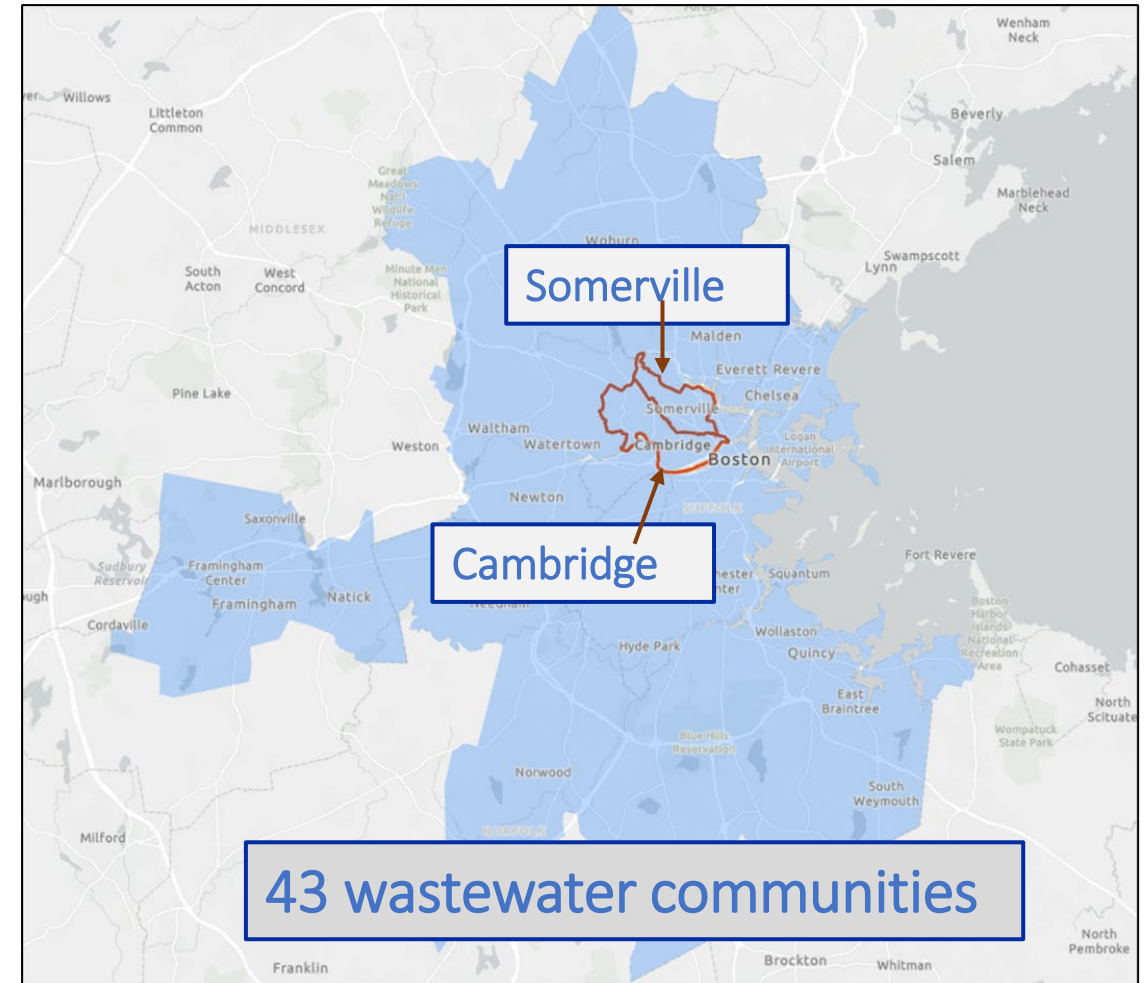 Forest
Wenham
Neck
Willows
Littleton
Common
Beverly
Salem
Great
Meadows
Nat'l
Wildlife
Refuge
Marblehead
Neck
MIDDLESEX
Woburn
Swampscott
Lynn
South
Acton
West
Concord
Minute Man
National
Historical
Park
Somerville
Malden
Everett Revere
Pine Lake
Chelsea
Somerville
Waltham
Weston
Watertown
Cambridge
Boston
Logan
International
Airport
Marlborough
Newton
SUFFOLK
Saxonville
Cambridge
Fort Revere
Sudbury
Reservoir
Framingham
Center
Framingham
Natick
Needham
Squantum
Boston
Harbor
Islands
National
Recreation
Area
Cordaville
Wollaston
Hyde Park
Quincy
Cohasset
East
Braintree
North
Scituate
Blue Hills
Reservation
Wompatuck
State Park
Norwood
South
Weymouth
Milford
NORFOLK
43 wastewater communities
North
Pembroke
Franklin
Brockton
Whitman